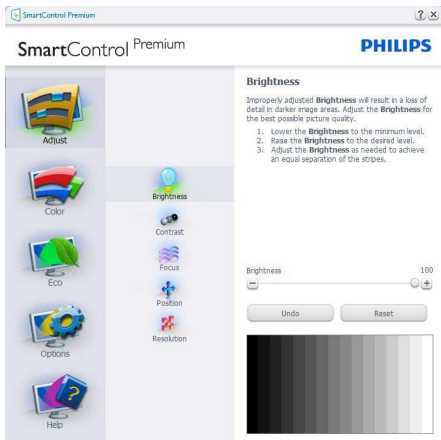 SmartControl Premium
? x
SmartControl Premium
PHILIPS
Adjust
Color
Eco
Options
Help
Brightness
Contrast
Focus
Position
Resolution
Brightness
Improperly adjusted Brightness will result in a loss of
detail in darker image areas. Adjust the Brightness for
the best possible picture quality.
1. Lower the Brightness to the minimum level.
2. Raise the Brightness to the desired level.
3. Adjust the Brightness as needed to achieve
an equal separation of the stripes.
Brightness 100
Undo Reset